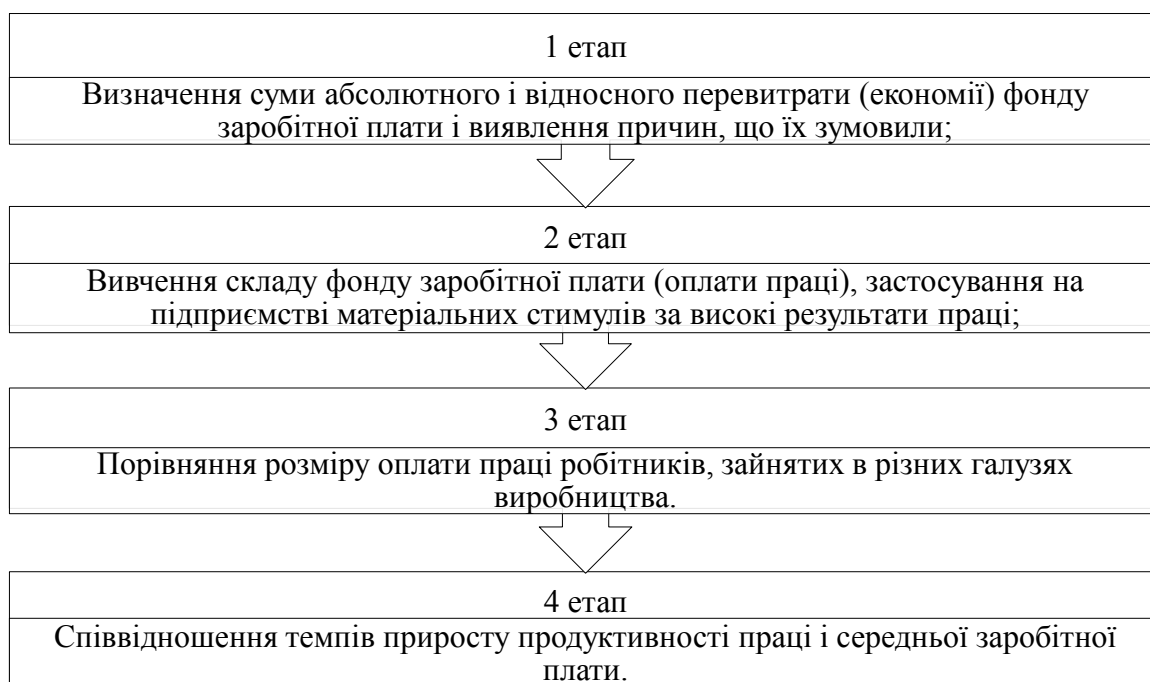 1 етап
Визначення суми абсолютного і відносного перевитрати (економії) фонду
заробітної плати і виявлення причин, що їх зумовили;
2 етап
Вивчення складу фонду заробітної плати (оплати праці), застосування на
підприємстві матеріальних стимулів за високі результати праці;
3 етап
Порівняння розміру оплати праці робітників, зайнятих в різних галузях
виробництва.
4 етап
Співвідношення темпів приросту продуктивності праці і середньої заробітної
плати.